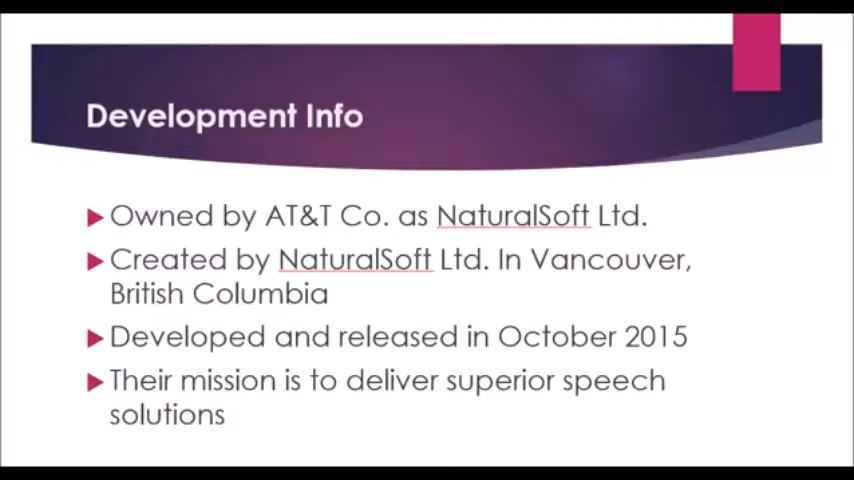 Development Info
Owned by AT&T Co. as NaturalSoft Ltd.
Created by NaturalSoft Ltd. In Vancouver,
British Columbia
Developed and released in October 2015
Their mission is to deliver superior speech
solutions